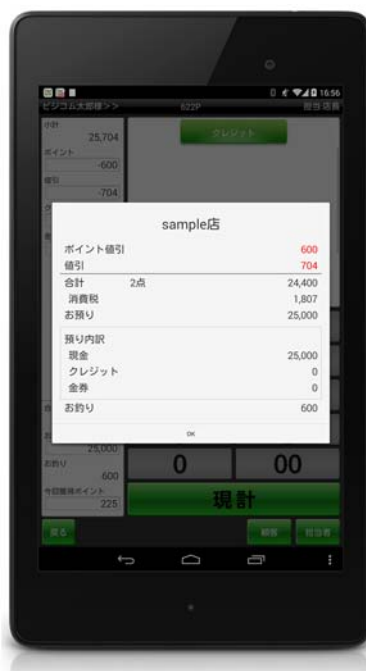 16:56
ビジコム太郎様>> 622P 担当:店長
小計
25,704
クレジット
ポイント
-600
値引
-704
sample店
ポイント値引 600
値引 704
合計 2点 24,400
消費税 1,807
お預り 25,000
預り内訳
現金 25,000
クレジット 0
金券 0
お釣り 600
OK
25,000
お釣り
600
今回獲得ポイント
225
0 00
現計
戻る 顧客 担当者